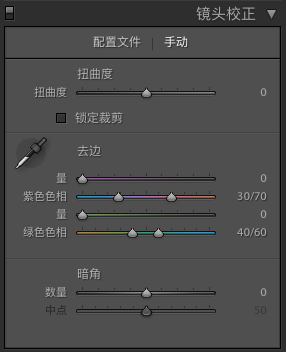 镜头校正
配置文件 | 手动
扭曲度
扭曲度 0
锁定裁剪
去边
量 0
紫色色相 30/70
量 0
绿色色相 40/60
暗角
数量 0
中点 50